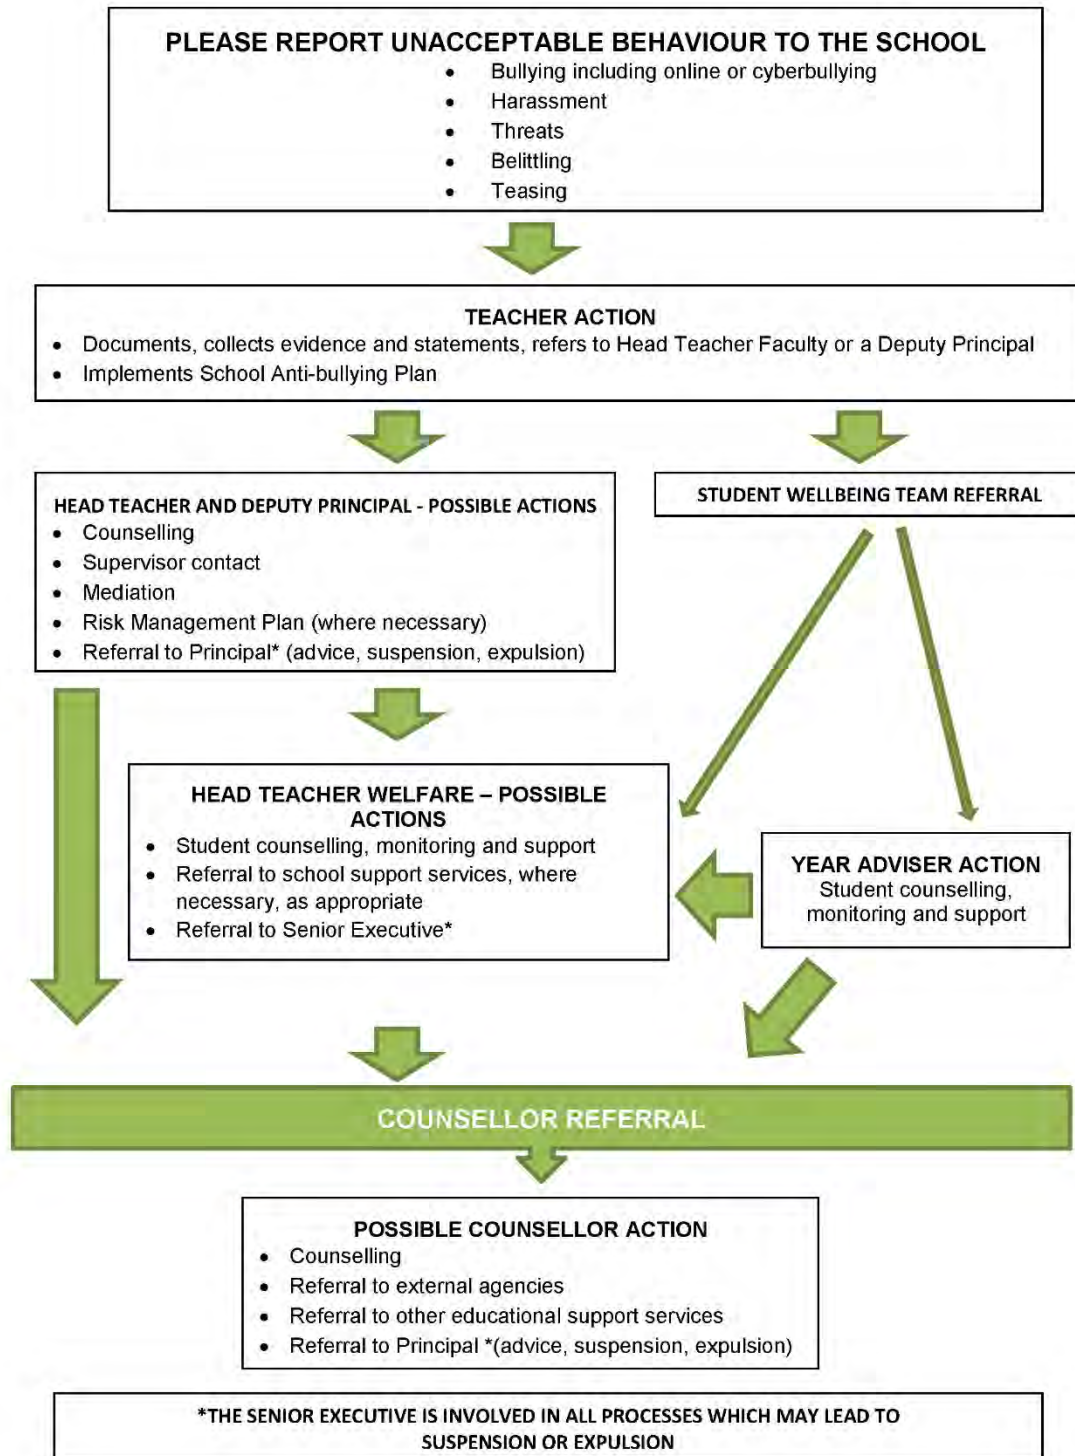 PLEASE REPORT UNACCEPTABLE BEHAVIOUR TO THE SCHOOL
• Bullying including online or cyberbullying
• Harassment
• Threats
• Belittling
• Teasing
TEACHER ACTION
• Documents, collects evidence and statements, refers to Head Teacher Faculty or a Deputy Principal
• Implements School Anti-bullying Plan
HEAD TEACHER AND DEPUTY PRINCIPAL - POSSIBLE ACTIONS
• Counselling
• Supervisor contact
• Mediation
• Risk Management Plan (where necessary)
• Referral to Principal* (advice, suspension, expulsion)
STUDENT WELLBEING TEAM REFERRAL
HEAD TEACHER WELFARE – POSSIBLE
ACTIONS
• Student counselling, monitoring and support
• Referral to school support services, where
necessary, as appropriate
• Referral to Senior Executive*
YEAR ADVISER ACTION
Student counselling,
monitoring and support
COUNSELLOR REFERRAL
POSSIBLE COUNSELLOR ACTION
• Counselling
• Referral to external agencies
• Referral to other educational support services
• Referral to Principal *(advice, suspension, expulsion)
*THE SENIOR EXECUTIVE IS INVOLVED IN ALL PROCESSES WHICH MAY LEAD TO
SUSPENSION OR EXPULSION